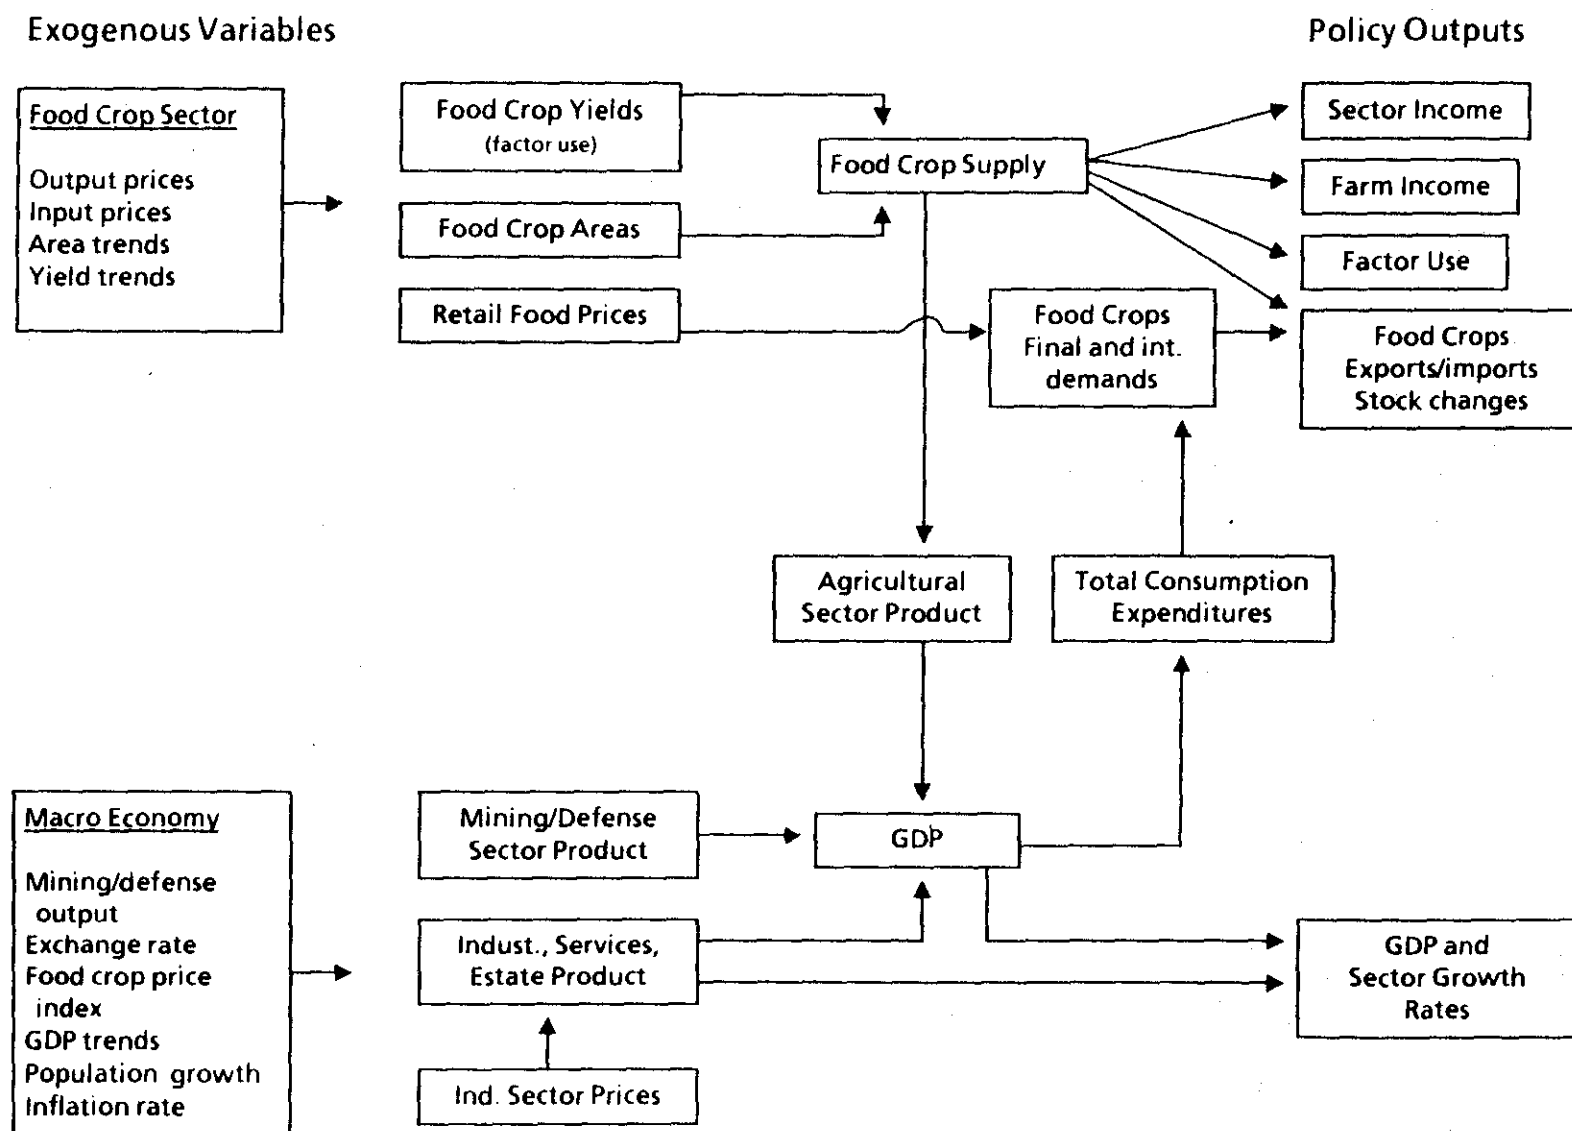 Exogenous Variables
Policy Outputs
Food Crop Sector
Output prices
Input prices
Area trends
Yield trends
Food Crop Yields
(factor use)
Food Crop Areas
Retail Food Prices
Food Crop Supply
Food Crops
Final and int.
demands
Sector Income
Farm Income
Factor Use
Food Crops
Exports/imports
Stock changes
Agricultural
Sector Product
Total Consumption
Expenditures
Macro Economy
Mining/defense
output
Exchange rate
Food crop price
index
GDP trends
Population growth
Inflation rate
Mining/Defense
Sector Product
Indust., Services,
Estate Product
Ind. Sector Prices
GDP
GDP and
Sector Growth
Rates